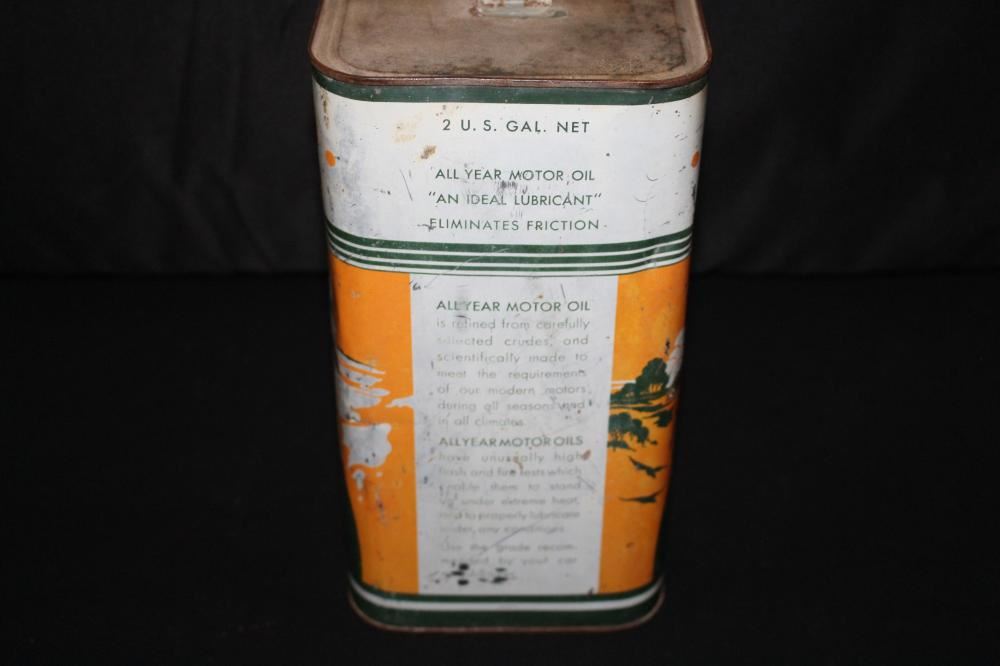 2 U. S. GAL. NET
ALL YEAR MOTOR OIL
"AN IDEAL LUBRICANT"
ELIMINATES FRICTION
ALL YEAR MOTOR OIL
is refined from carefully
selected crudes, and
scientifically made to
meet the requirements
of our modern motors
during all seasons and
in all climates.
ALL YEAR MOTOR OILS
have unusually high
flash and fire tests which
enable them to stand
up under extreme heat,
and to properly lubricate
under any conditions.
Use the grade recom-
mended by your car